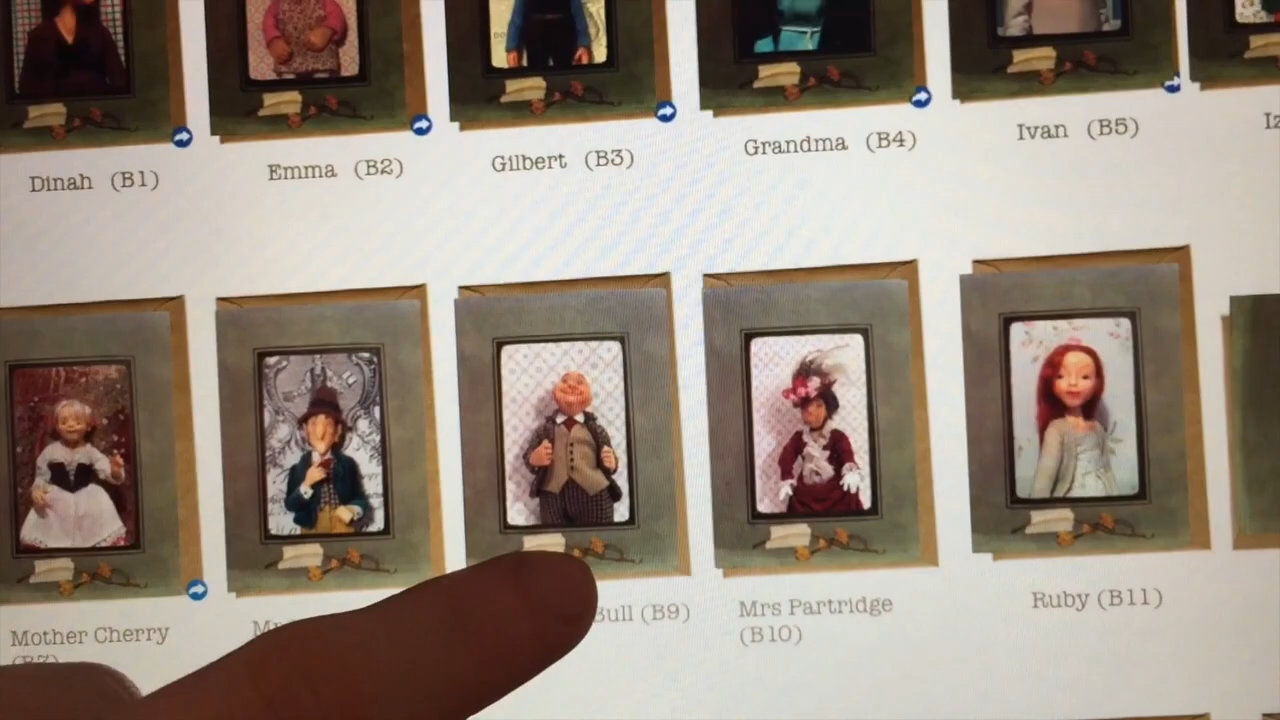 Dinah (B1)
Emma (B2)
Gilbert (B3)
Grandma (B4)
Ivan (B5)
Mother Cherry
(B7)
Bull (B9)
Mrs Partridge
(B10)
Ruby (B11)